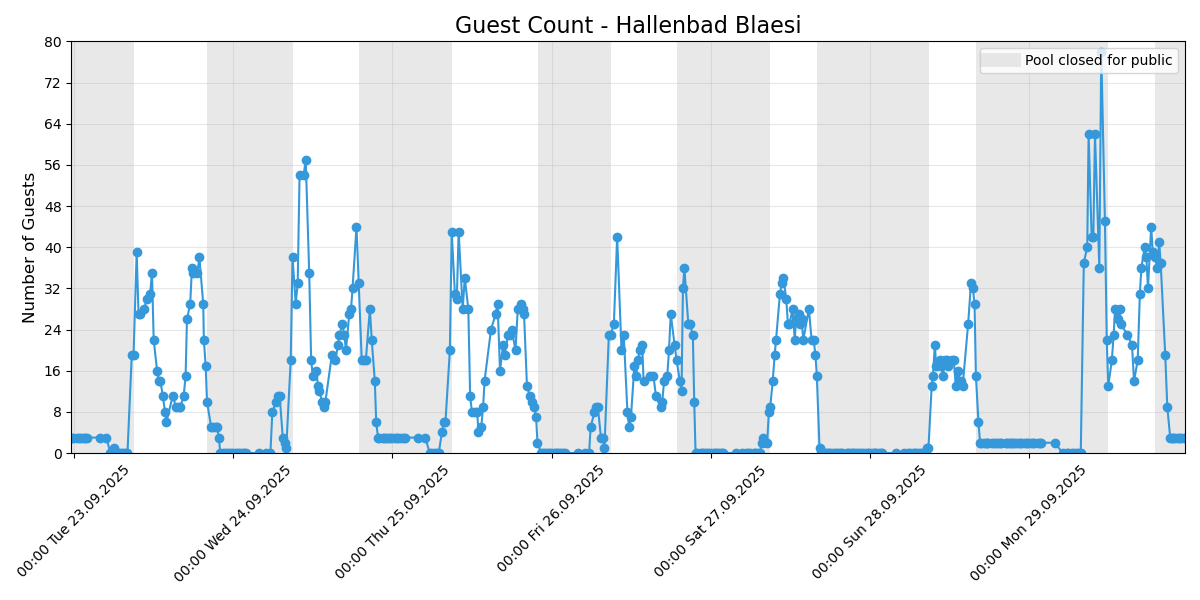 Guest Count - Hallenbad Blaesi
Pool closed for public
Number of Guests
80
72
64
56
48
40
32
24
16
8
0
00:00 Tue 23.09.2025
00:00 Wed 24.09.2025
00:00 Thu 25.09.2025
00:00 Fri 26.09.2025
00:00 Sat 27.09.2025
00:00 Sun 28.09.2025
00:00 Mon 29.09.2025